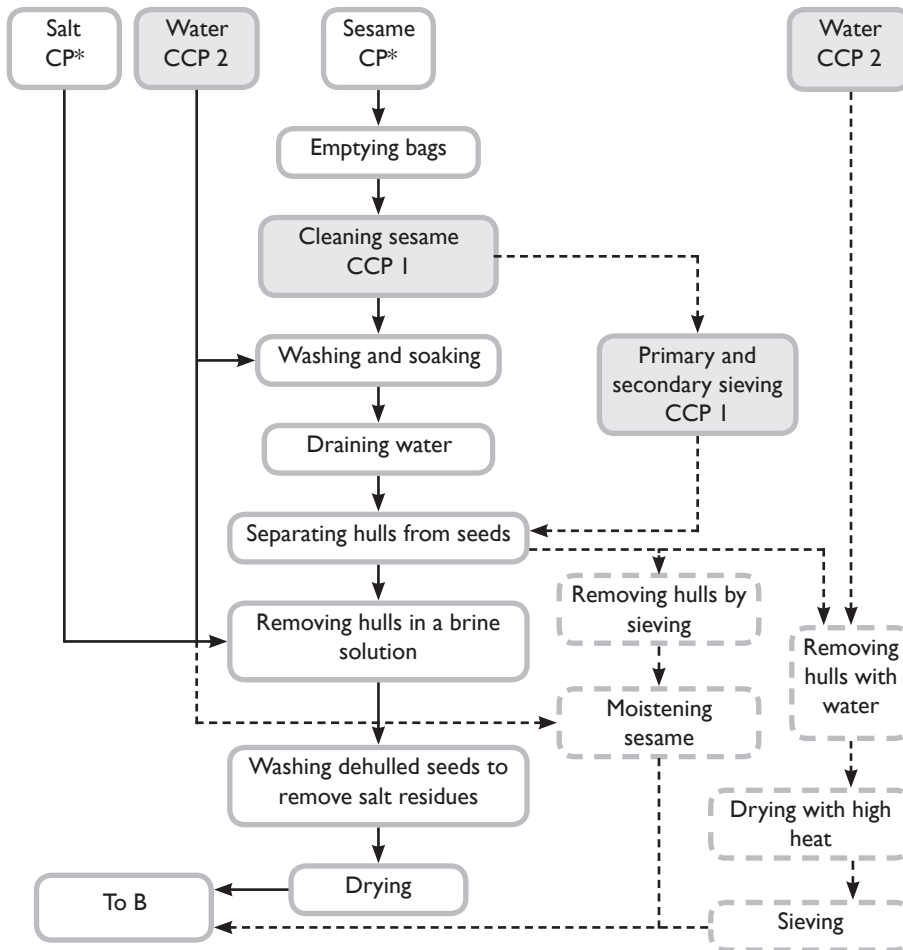 Salt
CP*
Water
CCP 2
Sesame
CP*
Water
CCP 2
Emptying bags
Cleaning sesame
CCP 1
Washing and soaking
Primary and
secondary sieving
CCP 1
Draining water
Separating hulls from seeds
Removing hulls by
sieving
Removing hulls in a brine
solution
Removing
hulls with
water
Moistening
sesame
Washing dehulled seeds to
remove salt residues
Drying with high
heat
Drying
To B
Sieving